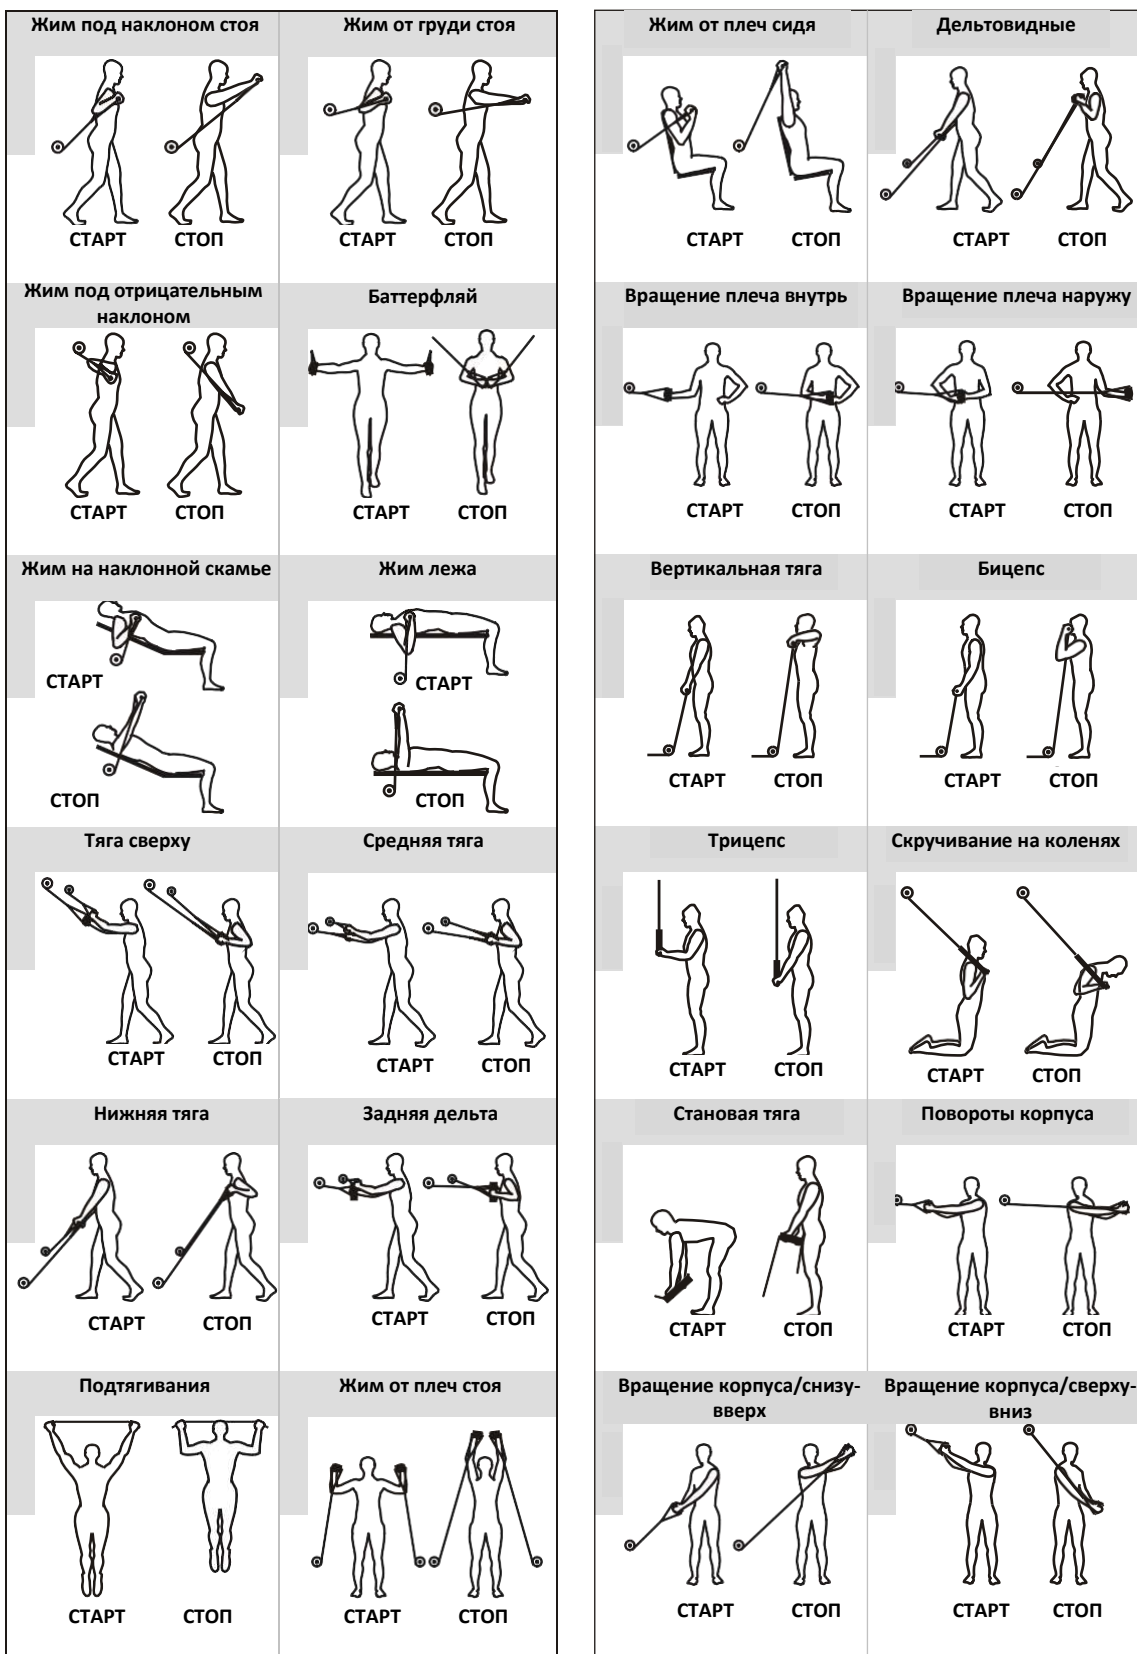 Жим под наклоном стоя
Жим от груди стоя
СТАРТ СТОП
СТАРТ СТОП
Жим под отрицательным
наклоном
Баттерфляй
СТАРТ СТОП
СТАРТ СТОП
Жим на наклонной скамье
Жим лежа
СТАРТ
СТАРТ
СТОП
СТОП
Тяга сверху
Средняя тяга
СТАРТ СТОП
СТАРТ СТОП
Нижняя тяга
Задняя дельта
СТАРТ СТОП
СТАРТ СТОП
Подтягивания
Жим от плеч стоя
СТАРТ СТОП
СТАРТ СТОП
Жим от плеч сидя
Дельтовидные
СТАРТ СТОП
СТАРТ СТОП
Вращение плеча внутрь
Вращение плеча наружу
СТАРТ СТОП
СТАРТ СТОП
Вертикальная тяга
Бицепс
СТАРТ СТОП
СТАРТ СТОП
Трицепс
Скручивание на коленях
СТАРТ СТОП
СТАРТ СТОП
Становая тяга
Повороты корпуса
СТАРТ СТОП
СТАРТ СТОП
Вращение корпуса/снизу-
вверх
Вращение корпуса/сверху-
вниз
СТАРТ СТОП
СТАРТ СТОП